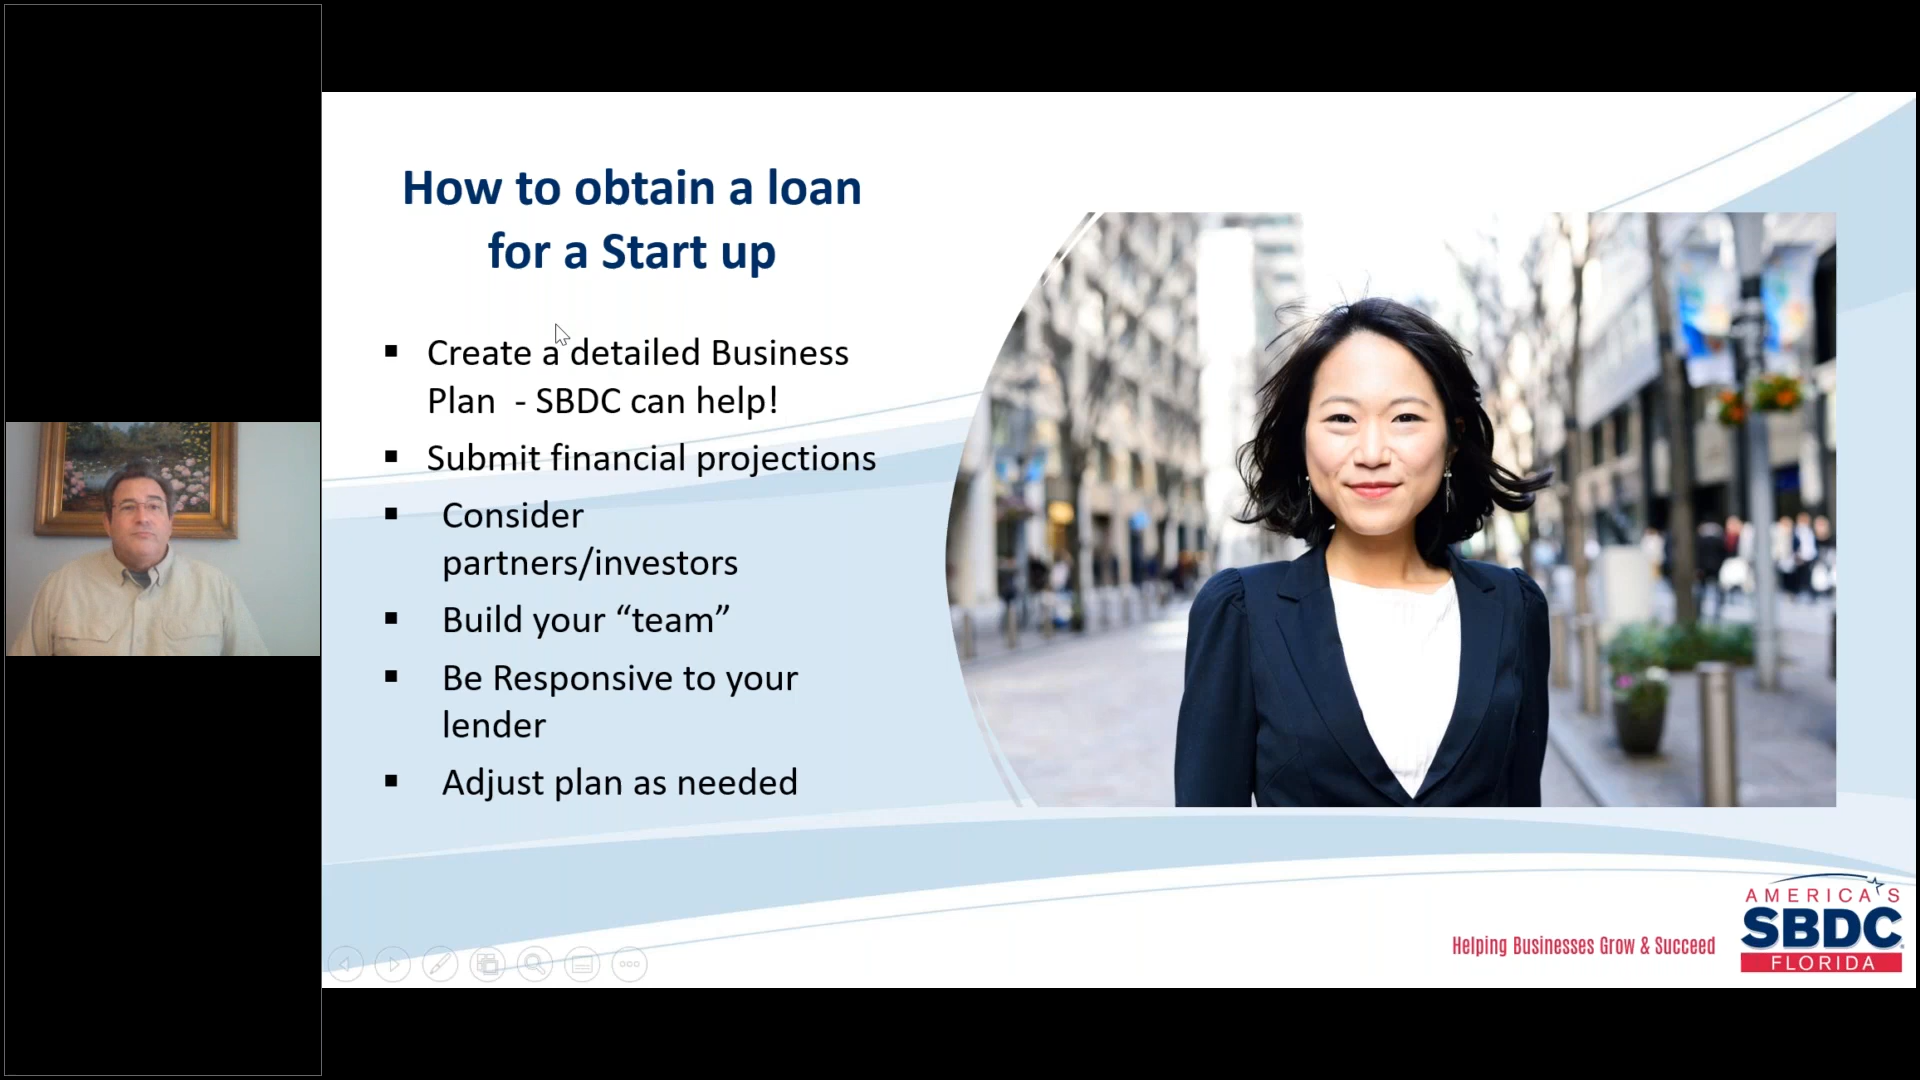 How to obtain a loan
for a Start up
▪ Create a detailed Business
Plan - SBDC can help!
▪ Submit financial projections
▪ Consider
partners/investors
▪ Build your “team”
▪ Be Responsive to your
lender
▪ Adjust plan as needed
Helping Businesses Grow & Succeed
AMERICA'S
SBDC
FLORIDA